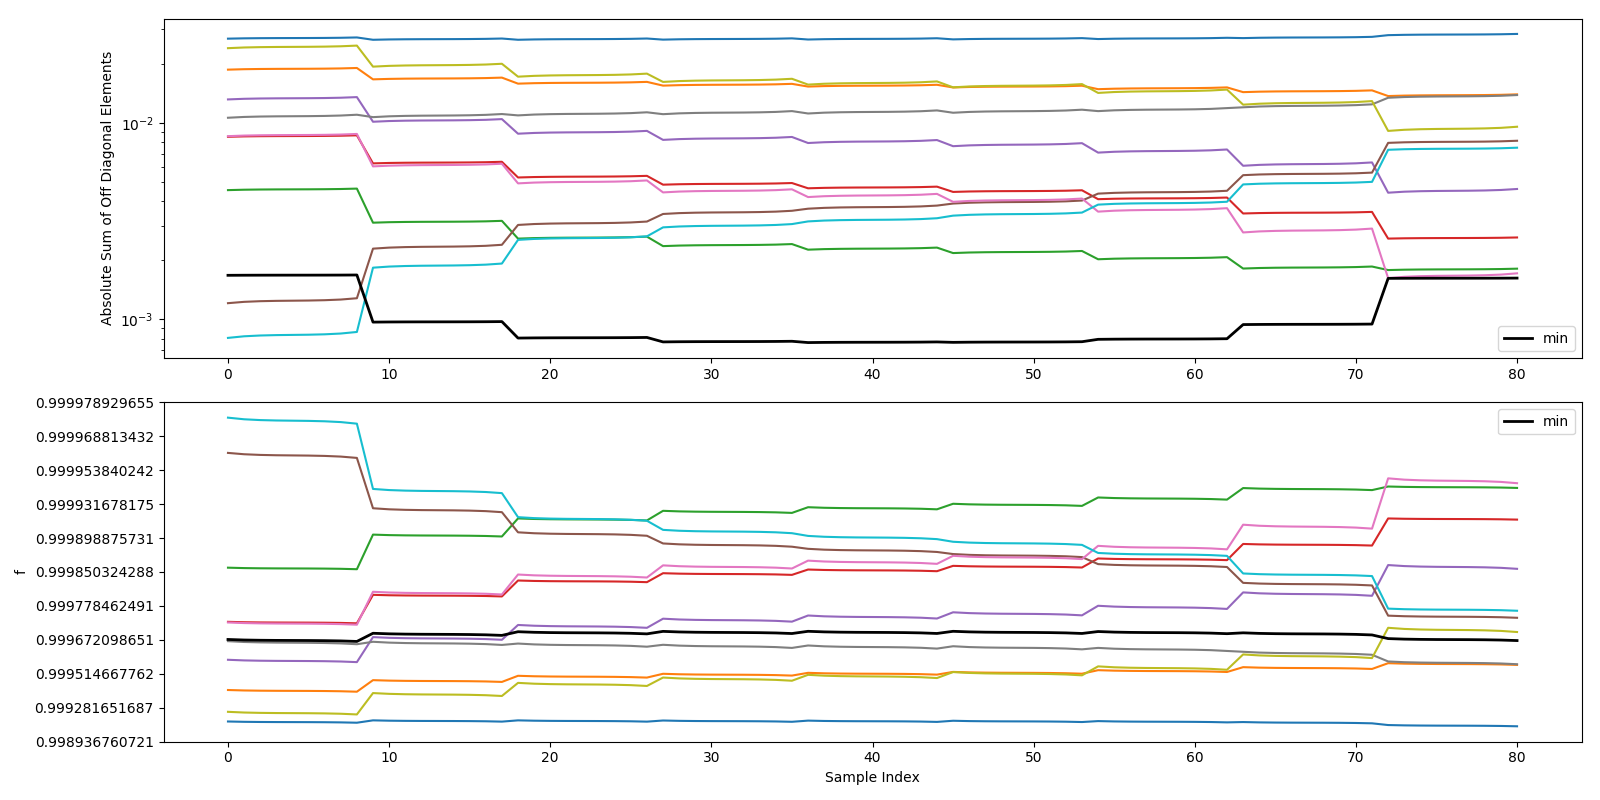 Absolute Sum of Off Diagonal Elements
10^{-2}
10^{-3}
0 10 20 30 40 50 60 70 80
min
f
0.999978929655
0.999968813432
0.999953840242
0.999931678175
0.999898875731
0.999850324288
0.999778462491
0.999672098651
0.999514667762
0.999281651687
0.998936760721
min
0 10 20 30 40 50 60 70 80
Sample Index